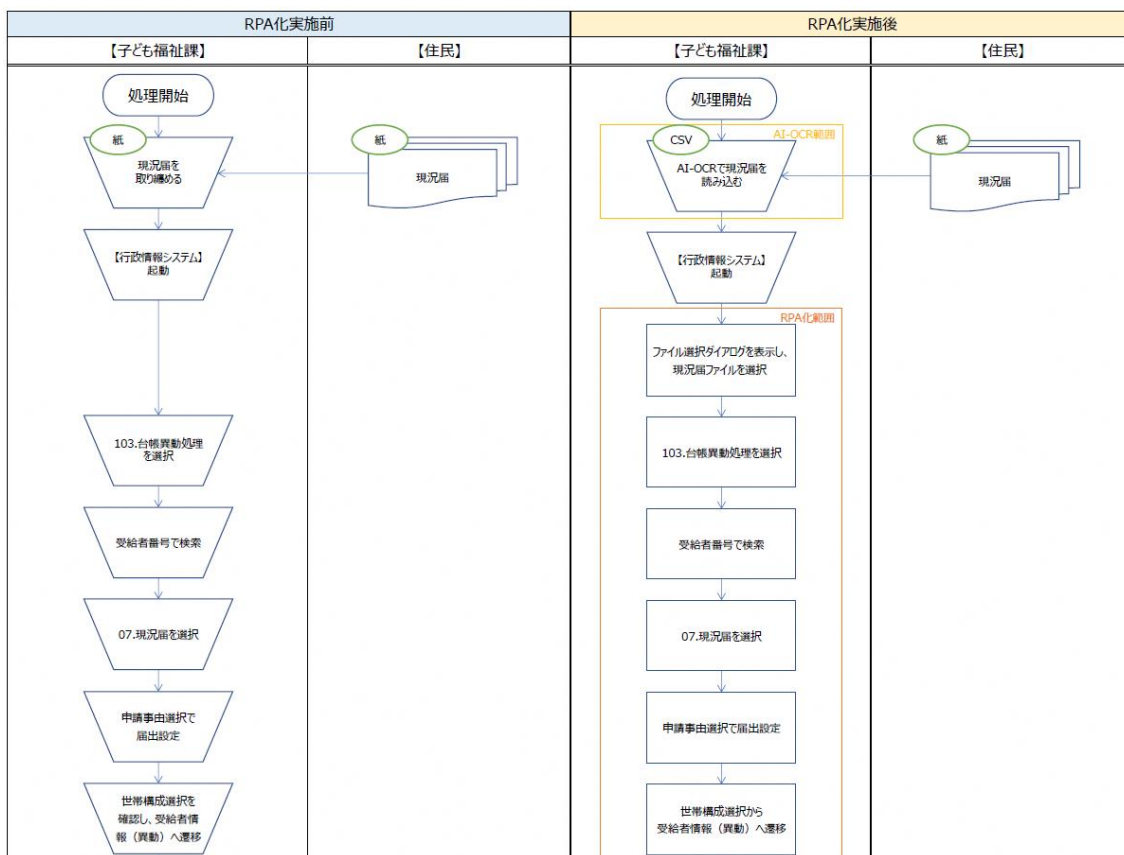 RPA化実施前
RPA化実施後
【子ども福祉課】
【住民】
【子ども福祉課】
【住民】
処理開始
紙
現況届を
取り纏める
紙
現況届
【行政情報システム】
起動
103.台帳異動処理
を選択
受給者番号で検索
07.現況届を選択
申請事由選択で
届出設定
世帯構成選択を
確認し、受給者情
報（異動）へ遷移
処理開始
AI-OCR範囲
CSV
AI-OCRで現況届を
読み込む
紙
現況届
【行政情報システム】
起動
RPA化範囲
ファイル選択ダイアログを表示し、
現況届ファイルを選択
103.台帳異動処理を選択
受給者番号で検索
07.現況届を選択
申請事由選択で届出設定
世帯構成選択から
受給者情報（異動）へ遷移